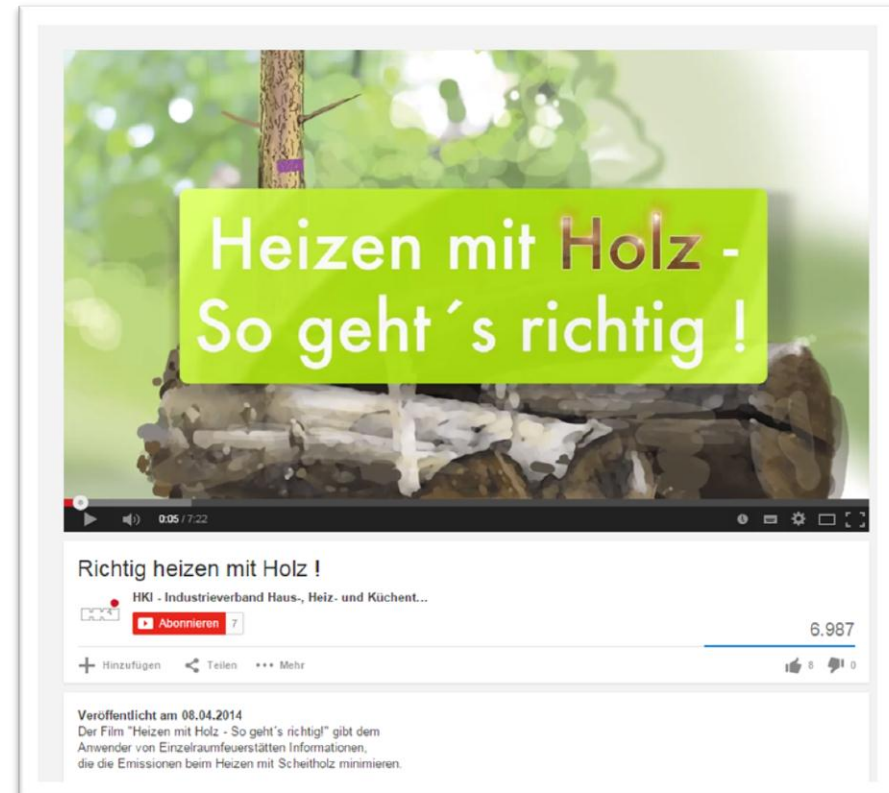 Heizen mit Holz -
So geht´s richtig !
0:05 / 7:22
Richtig heizen mit Holz !
HKI - Industrieverband Haus-, Heiz- und Küchent...
HKI
Abonnieren 7
6.987
Hinzufügen Teilen Mehr 8 0
Veröffentlicht am 08.04.2014
Der Film "Heizen mit Holz - So geht´s richtig!" gibt dem
Anwender von Einzelraumfeuerstätten Informationen,
die die Emissionen beim Heizen mit Scheitholz minimieren.